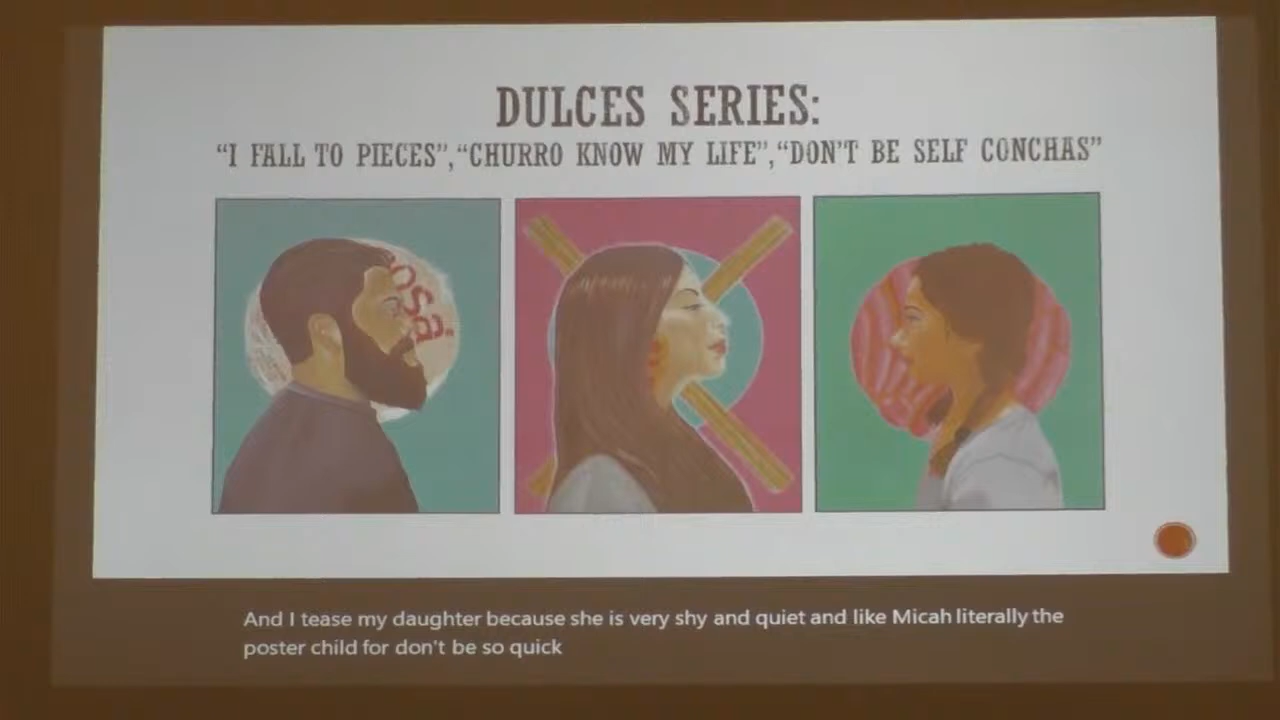 DULCES SERIES:
“I FALL TO PIECES”,“CHURRO KNOW MY LIFE”,“DON'T BE SELF CONCHAS”
osa
And I tease my daughter because she is very shy and quiet and like Micah literally the
poster child for don't be so quick